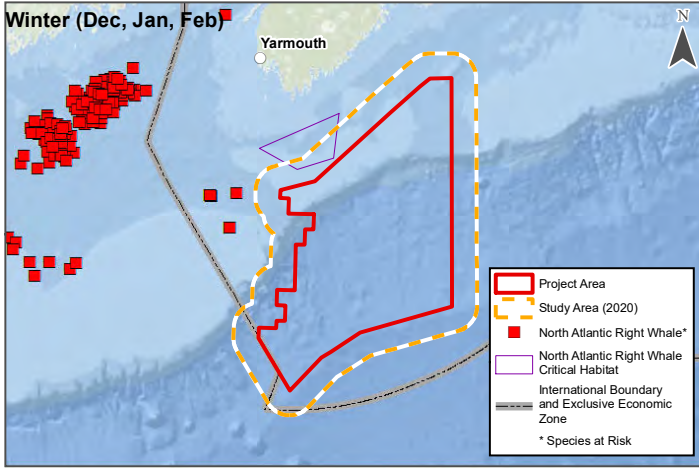 Winter (Dec, Jan, Feb)
Yarmouth
N
Project Area
Study Area (2020)
North Atlantic Right Whale*
North Atlantic Right Whale
Critical Habitat
International Boundary
and Exclusive Economic
Zone
* Species at Risk